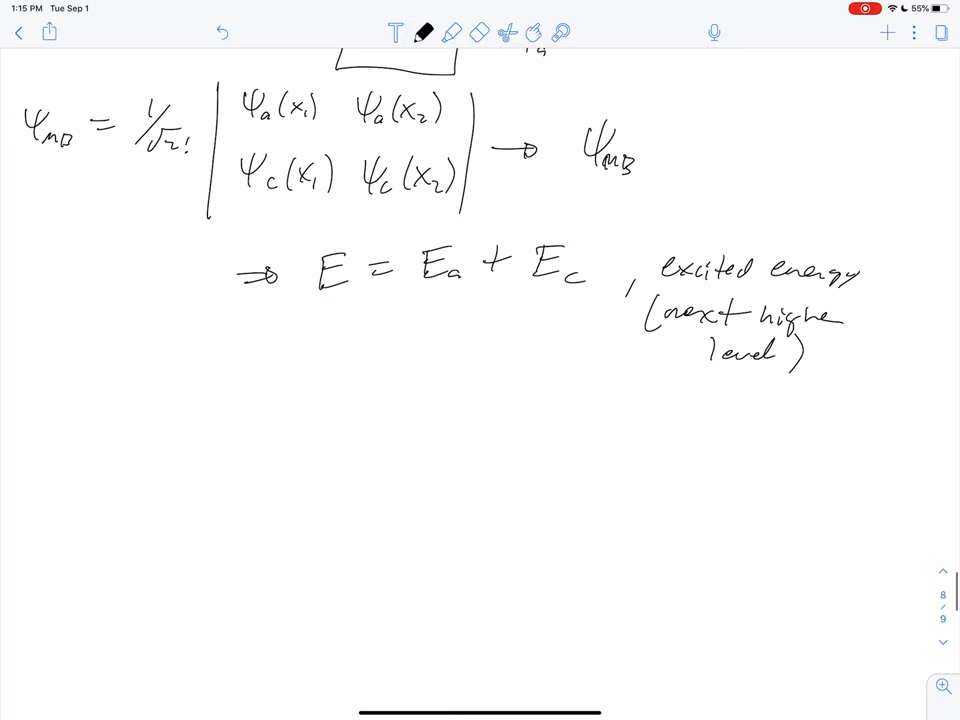 1:15 PM Tue Sep 1
55%
T
ψ_MB = 1/√2! | ψ_a(x_1) ψ_a(x_2) | → ψ_MB
| ψ_c(x_1) ψ_c(x_2) |
⇒ E = E_a + E_c , excited energy
(next higher
level)
8
/
9